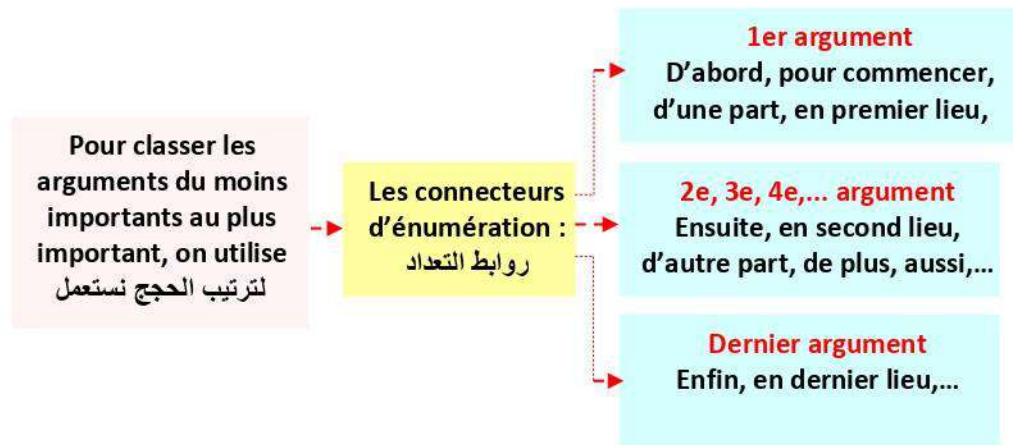 Pour classer les
arguments du moins
importants au plus
important, on utilise
لترتيب الحجج نستعمل
Les connecteurs
d’énumération :
روابط التعداد
1er argument
D’abord, pour commencer,
d’une part, en premier lieu,
2e, 3e, 4e,... argument
Ensuite, en second lieu,
d’autre part, de plus, aussi,...
Dernier argument
Enfin, en dernier lieu,...